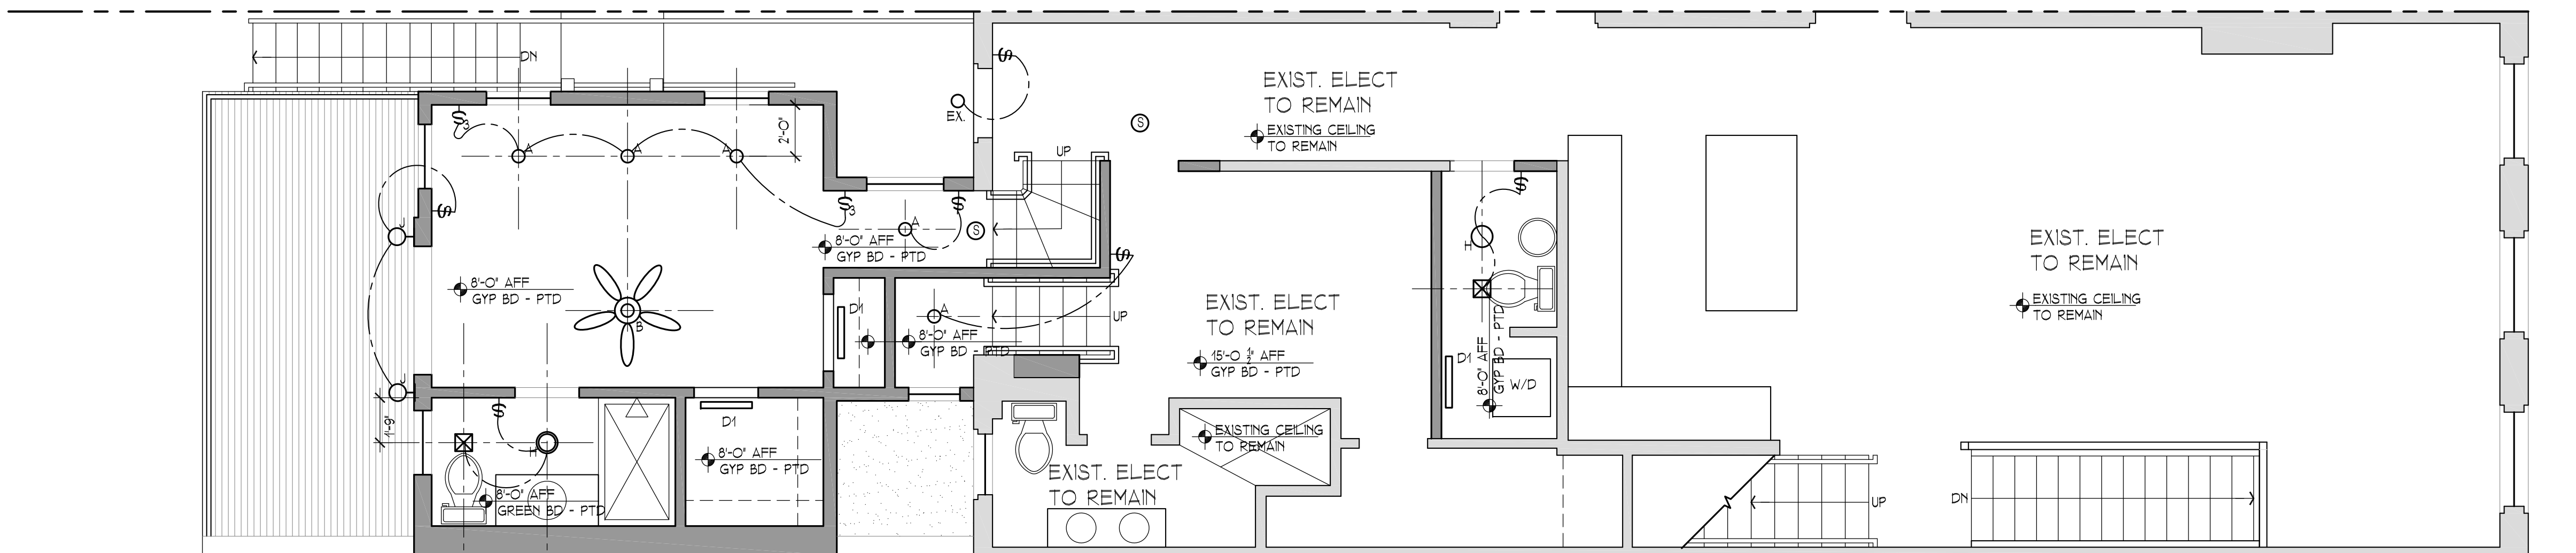 DN
EXIST. ELECT
TO REMAIN
EXISTING CEILING
TO REMAIN
EX.
S
UP
3
2'-0"
A
A
A
3
A
S
8'-0" AFF
GYP BD - PTD
J
H
EXIST. ELECT
TO REMAIN
EXISTING CEILING
TO REMAIN
8'-0" AFF
GYP BD - PTD
B
D1
A
8'-0" AFF
GYP BD - PTD
UP
EXIST. ELECT
TO REMAIN
15'-0 1/2" AFF
GYP BD - PTD
D1
8'-0" AFF
GYP BD - PTD
W/D
J
1'-9"
H
D1
8'-0" AFF
GYP BD - PTD
8'-0" AFF
GREEN BD - PTD
EXISTING CEILING
TO REMAIN
EXIST. ELECT
TO REMAIN
UP
DN